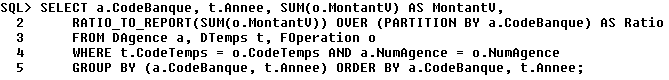 SQL> SELECT a.CodeBanque, t.Annee, SUM(o.MontantV) AS MontantV,
2 RATIO_TO_REPORT(SUM(o.MontantV)) OVER (PARTITION BY a.CodeBanque) AS Ratio
3 FROM DAgence a, DTemps t, FOperation o
4 WHERE t.CodeTemps = o.CodeTemps AND a.NumAgence = o.NumAgence
5 GROUP BY (a.CodeBanque, t.Annee) ORDER BY a.CodeBanque, t.Annee;